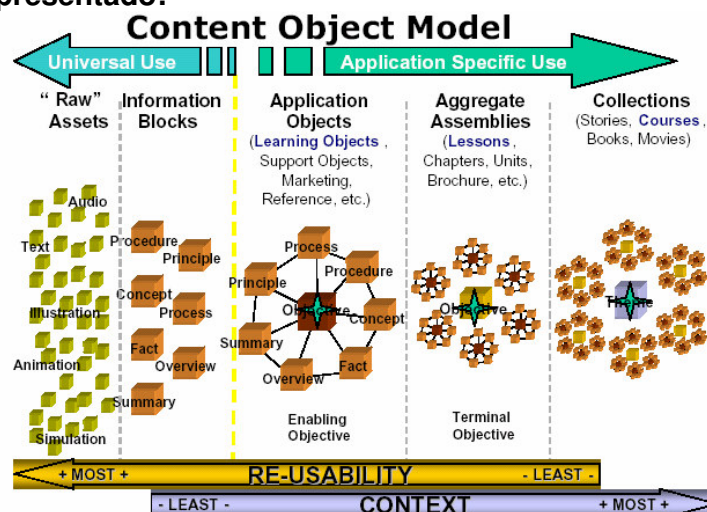 presentado?
Content Object Model
Universal Use
Application Specific Use
“ Raw”
Assets
Information
Blocks
Application
Objects
(Learning Objects ,
Support Objects,
Marketing,
Reference, etc.)
Aggregate
Assemblies
(Lessons ,
Chapters, Units,
Brochure, etc.)
Collections
(Stories, Courses ,
Books, Movies)
Audio
Text
Illustration
Animation
Simulation
Procedure
Principle
Concept
Process
Fact
Overview
Summary
Process
Principle
Procedure
Objective
Concept
Summary
Fact
Overview
Enabling
Objective
Objective
Terminal
Objective
Theme
+ MOST +
RE-USABILITY
- LEAST -
- LEAST -
CONTEXT
+ MOST +